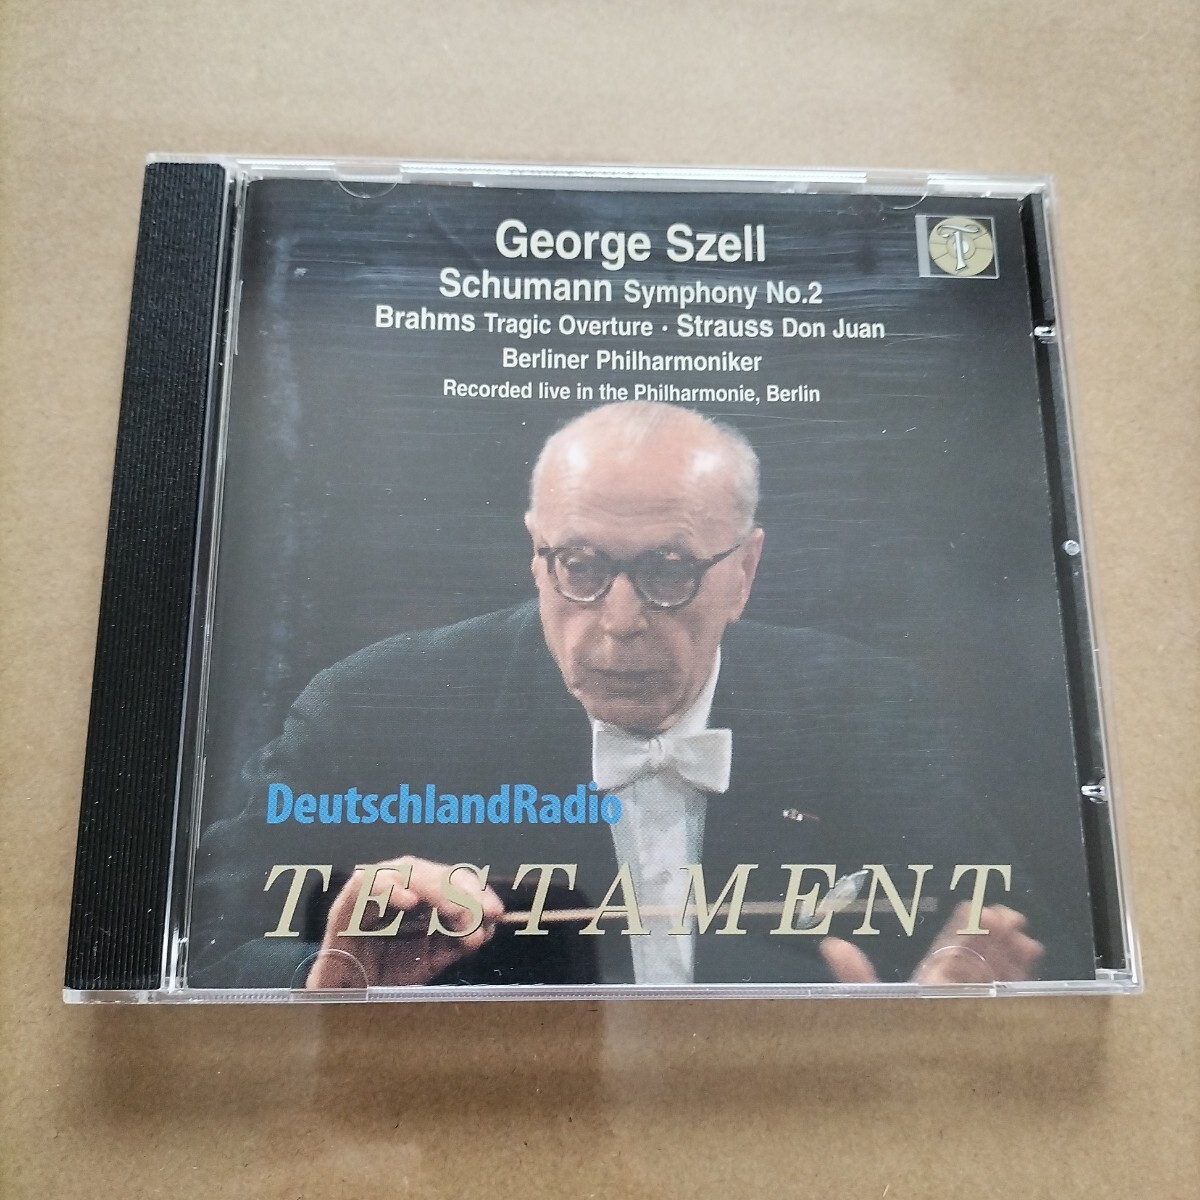 George Szell
Schumann Symphony No.2
Brahms Tragic Overture · Strauss Don Juan
Berliner Philharmoniker
Recorded live in the Philharmonie, Berlin
DeutschlandRadio
TESTAMENT